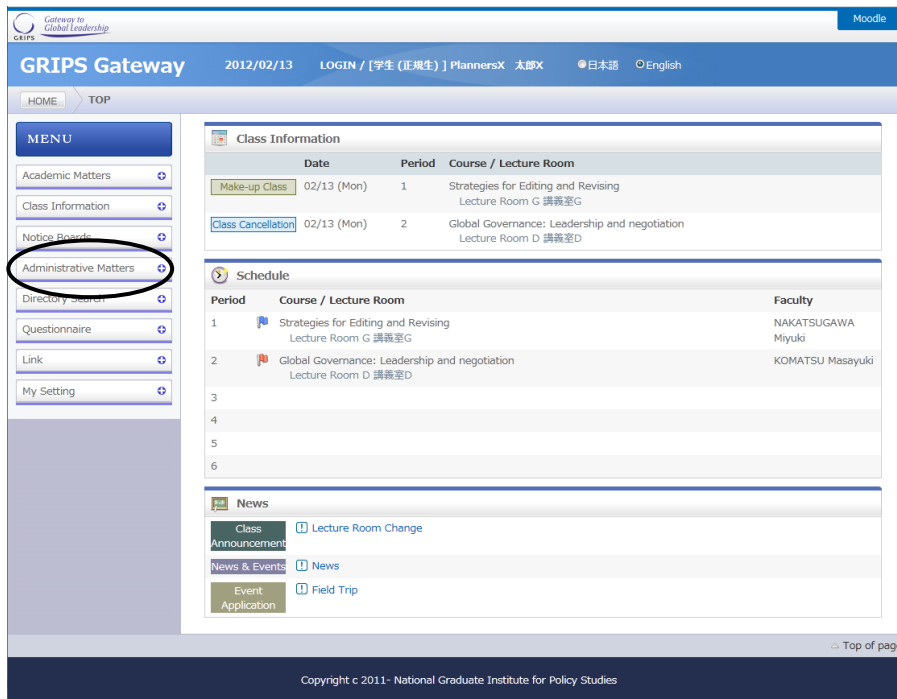 Gateway to
Global Leadership
GRIPS
Moodle
GRIPS Gateway 2012/02/13 LOGIN / [学生 (正規生) ] PlannersX 太郎X 日本語 English
HOME TOP
MENU
Academic Matters
Class Information
Notice Boards
Administrative Matters
Directory Search
Questionnaire
Link
My Setting
Class Information
Date Period Course / Lecture Room
Make-up Class 02/13 (Mon) 1 Strategies for Editing and Revising
Lecture Room G 講義室G
Class Cancellation 02/13 (Mon) 2 Global Governance: Leadership and negotiation
Lecture Room D 講義室D
Schedule
Period Course / Lecture Room Faculty
1 Strategies for Editing and Revising NAKATSUGAWA
Lecture Room G 講義室G Miyuki
2 Global Governance: Leadership and negotiation KOMATSU Masayuki
Lecture Room D 講義室D
3
4
5
6
News
Class
Announcement
Lecture Room Change
News & Events News
Event
Application
Field Trip
Top of pag
Copyright c 2011- National Graduate Institute for Policy Studies